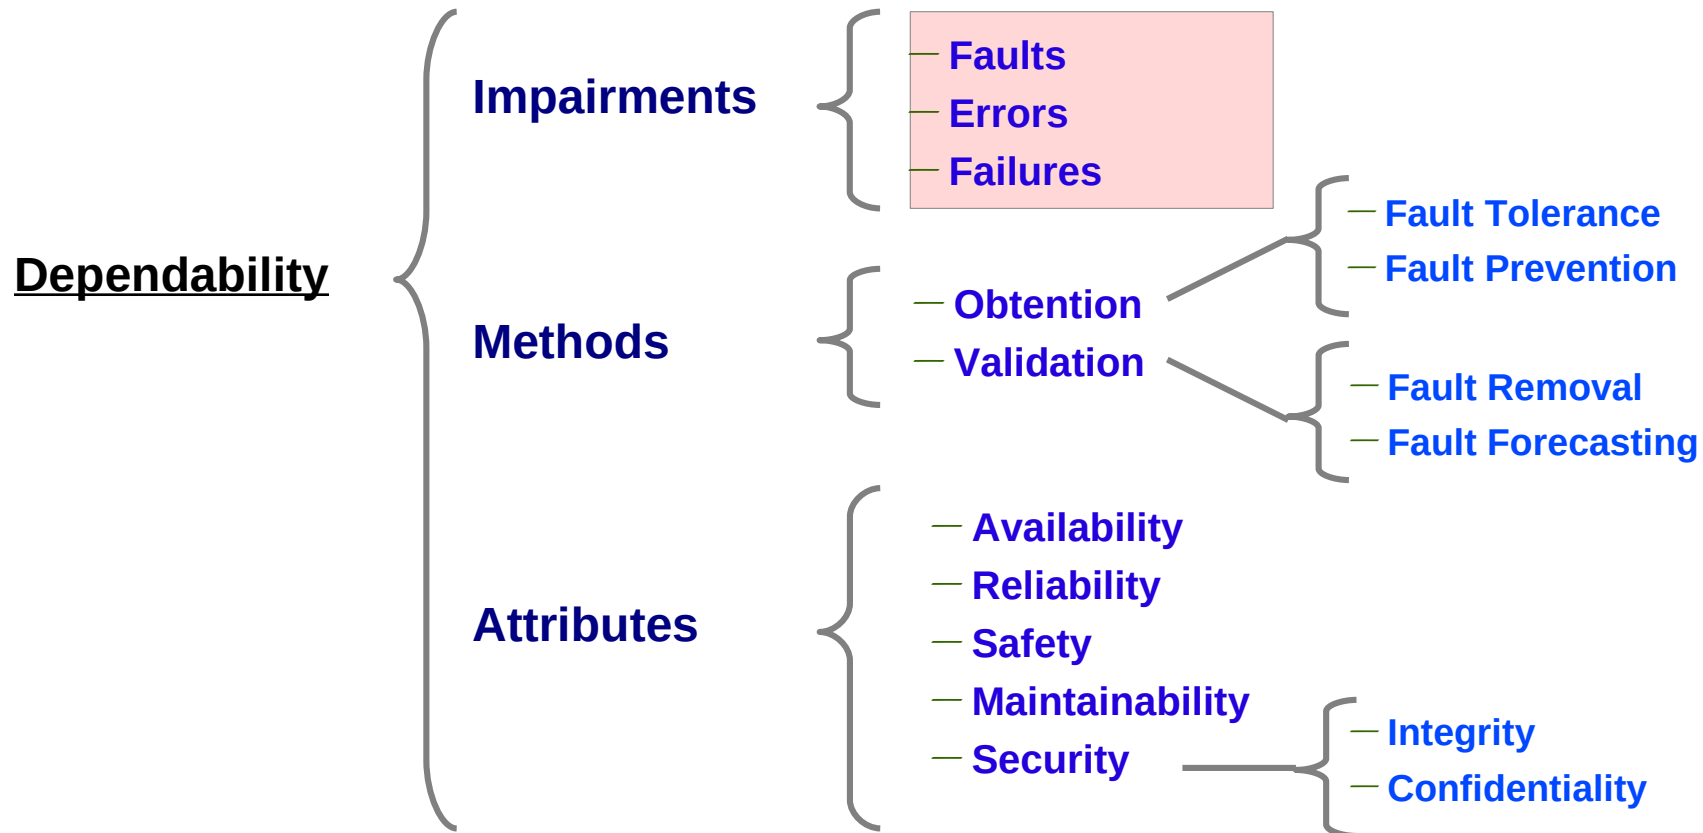 Dependability
Impairments
— Faults
— Errors
— Failures
Methods
— Obtention
— Fault Tolerance
— Fault Prevention
— Validation
— Fault Removal
— Fault Forecasting
Attributes
— Availability
— Reliability
— Safety
— Maintainability
— Security
— Integrity
— Confidentiality